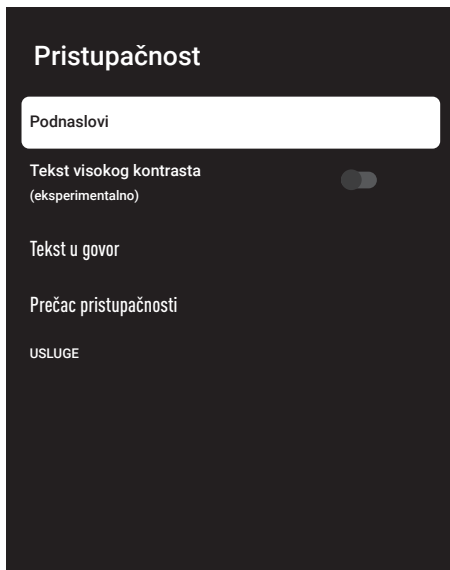 Pristupačnost
Podnaslovi
Tekst visokog kontrasta
(eksperimentalno)
Tekst u govor
Prečac pristupačnosti
USLUGE